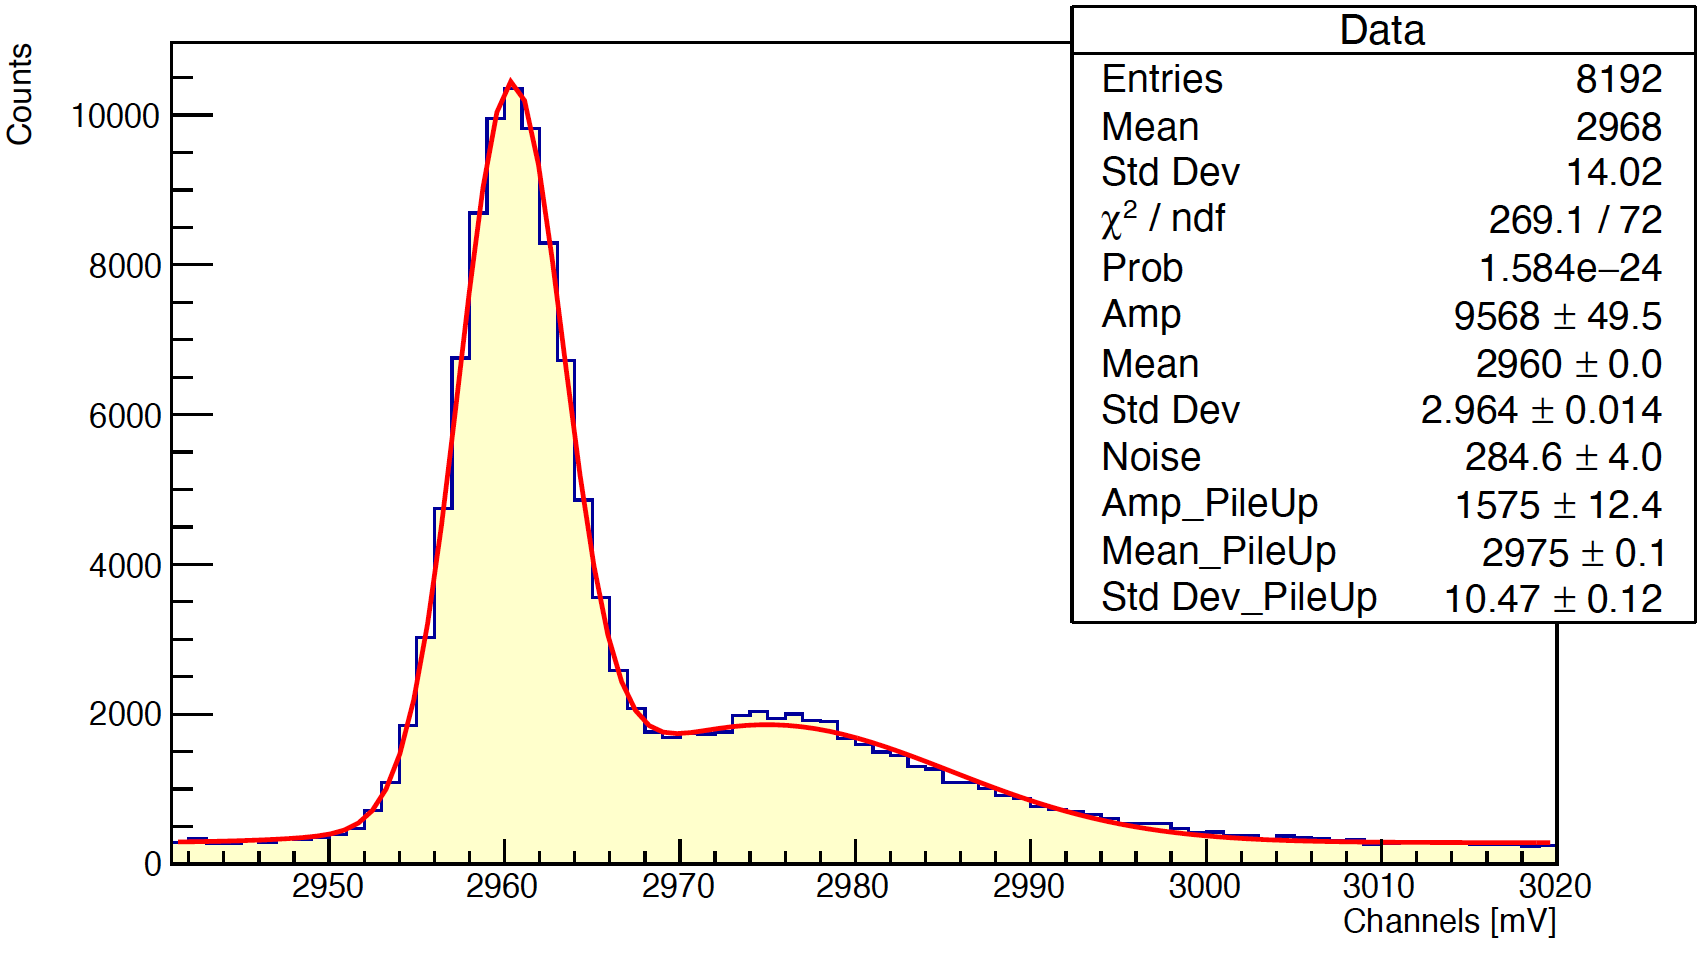 Data
Entries 8192
Mean 2968
Std Dev 14.02
χ² / ndf 269.1 / 72
Prob 1.584e−24
Amp 9568 ± 49.5
Mean 2960 ± 0.0
Std Dev 2.964 ± 0.014
Noise 284.6 ± 4.0
Amp_PileUp 1575 ± 12.4
Mean_PileUp 2975 ± 0.1
Std Dev_PileUp 10.47 ± 0.12
Counts
10000
8000
6000
4000
2000
0
2950 2960 2970 2980 2990 3000 3010 3020
Channels [mV]